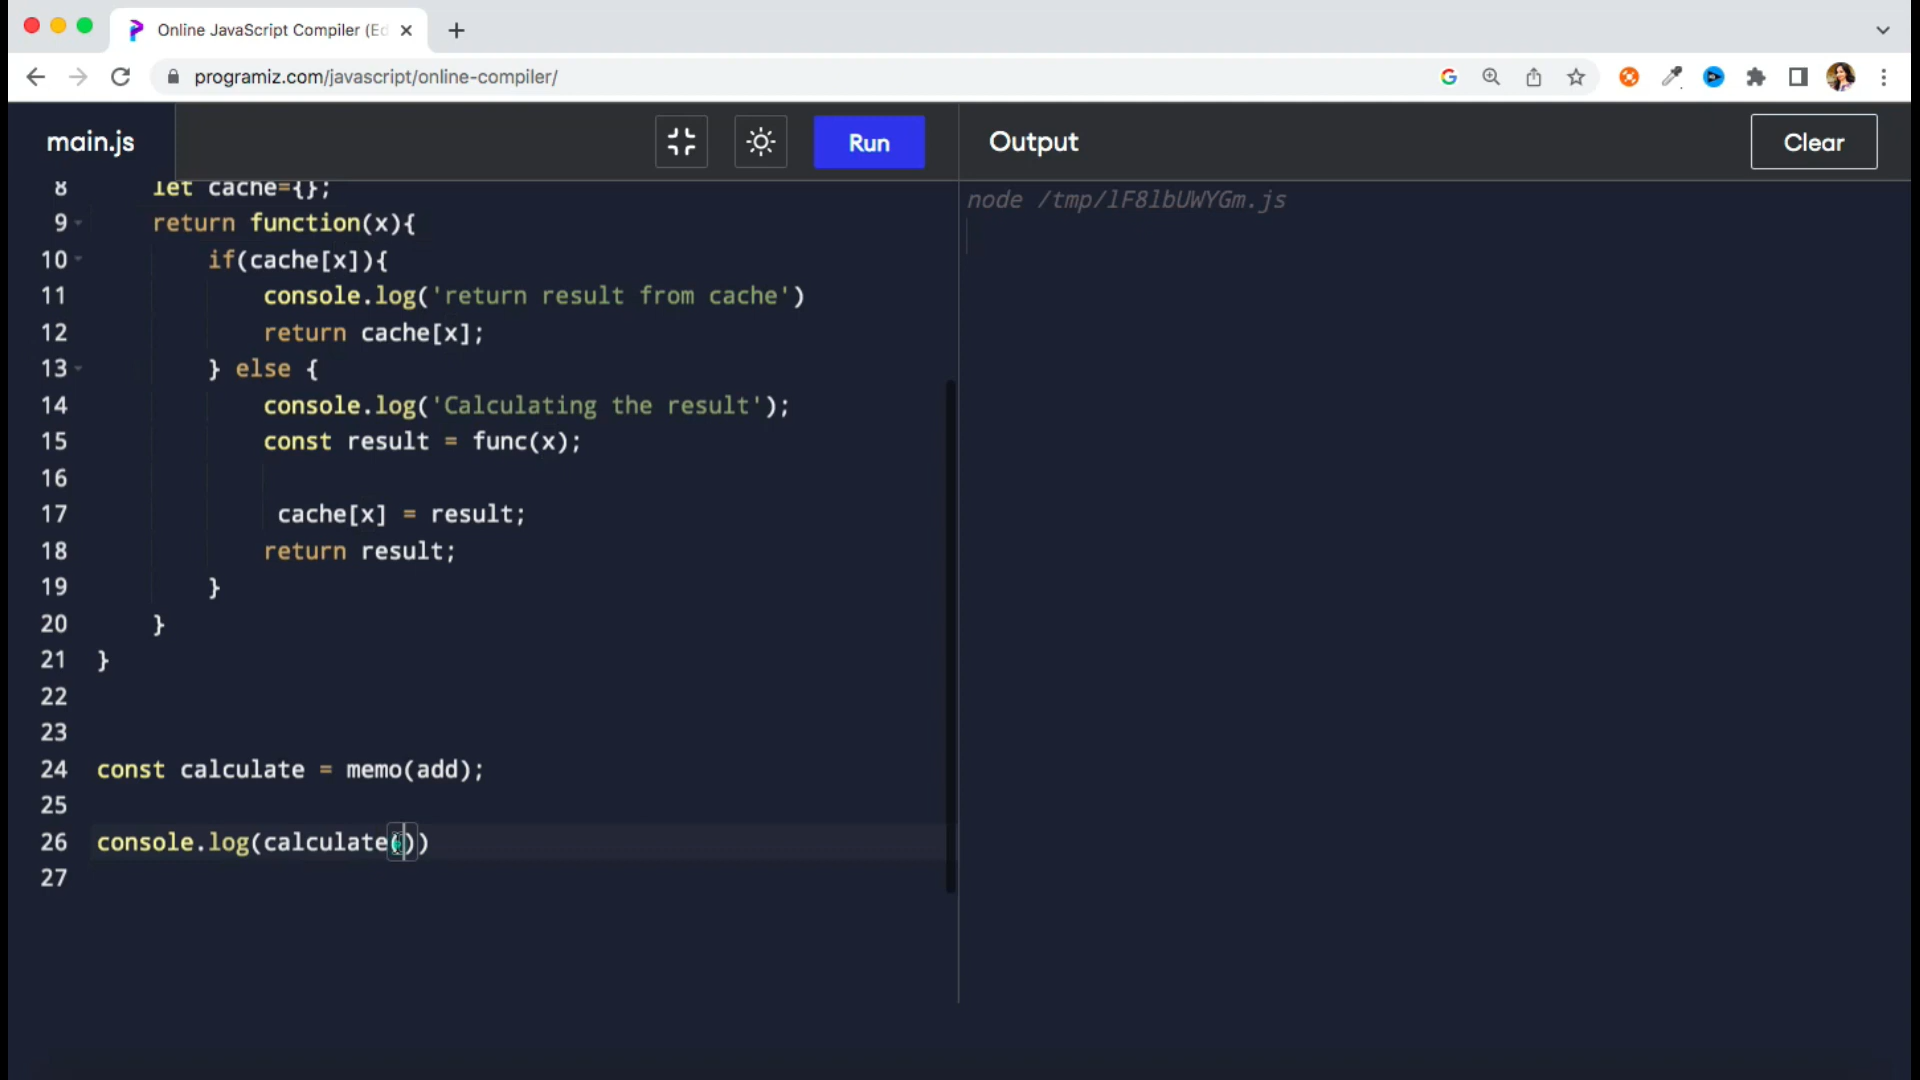 Online JavaScript Compiler (Ed
programiz.com/javascript/online-compiler/
main.js
Run
Output
Clear
8 let cache={};
9 return function(x){
10 if(cache[x]){
11 console.log('return result from cache')
12 return cache[x];
13 } else {
14 console.log('Calculating the result');
15 const result = func(x);
16
17 cache[x] = result;
18 return result;
19 }
20 }
21 }
22
23
24 const calculate = memo(add);
25
26 console.log(calculate())
27
node /tmp/lF8lbUWYGm.js